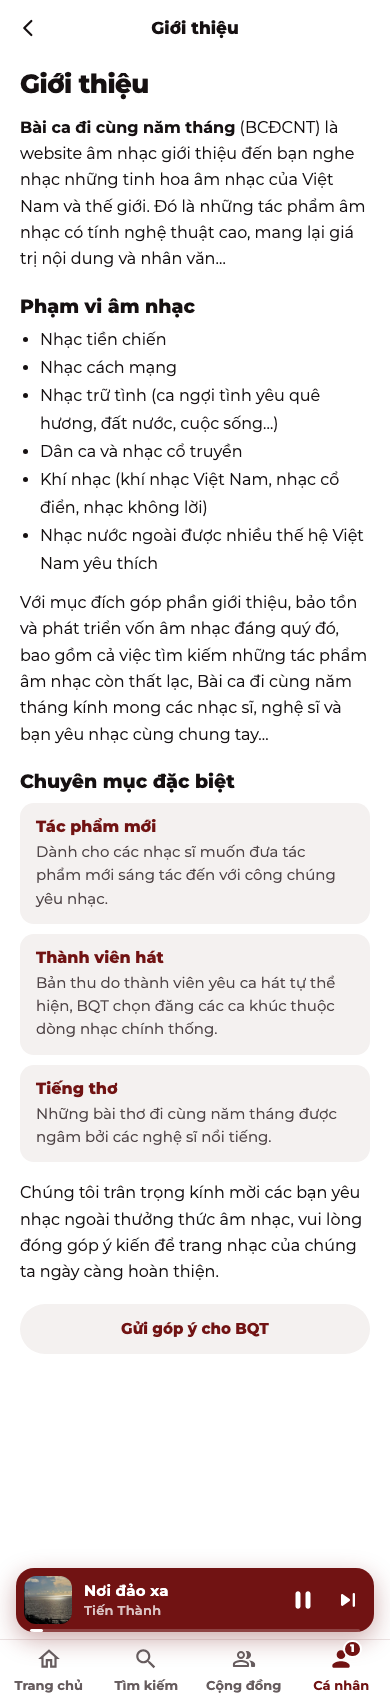 Giới thiệu
Giới thiệu
Bài ca đi cùng năm tháng (BCĐCNT) là
website âm nhạc giới thiệu đến bạn nghe
nhạc những tinh hoa âm nhạc của Việt
Nam và thế giới. Đó là những tác phẩm âm
nhạc có tính nghệ thuật cao, mang lại giá
trị nội dung và nhân văn...
Phạm vi âm nhạc
• Nhạc tiền chiến
• Nhạc cách mạng
• Nhạc trữ tình (ca ngợi tình yêu quê
hương, đất nước, cuộc sống...)
• Dân ca và nhạc cổ truyền
• Khí nhạc (khí nhạc Việt Nam, nhạc cổ
điển, nhạc không lời)
• Nhạc nước ngoài được nhiều thế hệ Việt
Nam yêu thích
Với mục đích góp phần giới thiệu, bảo tồn
và phát triển vốn âm nhạc đáng quý đó,
bao gồm cả việc tìm kiếm những tác phẩm
âm nhạc còn thất lạc, Bài ca đi cùng năm
tháng kính mong các nhạc sĩ, nghệ sĩ và
bạn yêu nhạc cùng chung tay...
Chuyên mục đặc biệt
Tác phẩm mới
Dành cho các nhạc sĩ muốn đưa tác
phẩm mới sáng tác đến với công chúng
yêu nhạc.
Thành viên hát
Bản thu do thành viên yêu ca hát tự thể
hiện, BQT chọn đăng các ca khúc thuộc
dòng nhạc chính thống.
Tiếng thơ
Những bài thơ đi cùng năm tháng được
ngâm bởi các nghệ sĩ nổi tiếng.
Chúng tôi trân trọng kính mời các bạn yêu
nhạc ngoài thưởng thức âm nhạc, vui lòng
đóng góp ý kiến để trang nhạc của chúng
ta ngày càng hoàn thiện.
Gửi góp ý cho BQT
Nơi đảo xa
Tiến Thành
1
Trang chủ Tìm kiếm Cộng đồng Cá nhân